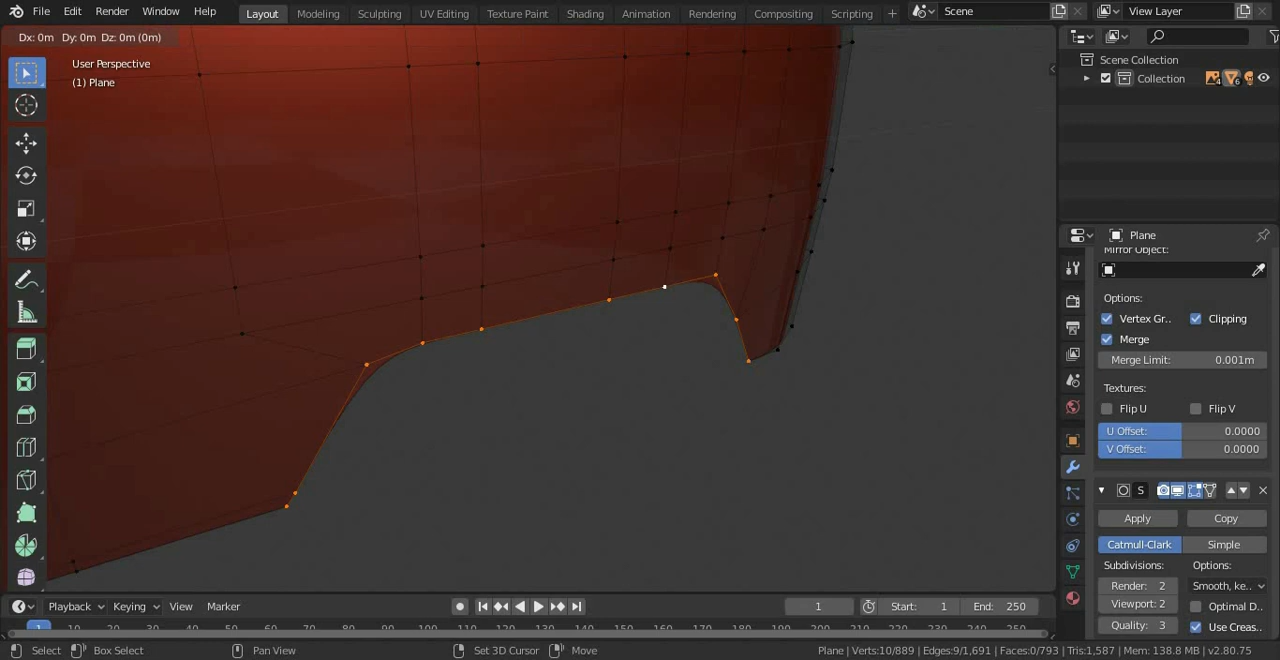 File Edit Render Window Help Layout Modeling Sculpting UV Editing Texture Paint Shading Animation Rendering Compositing Scripting + Scene View Layer
Dx: 0m Dy: 0m Dz: 0m (0m)
User Perspective
(1) Plane
Scene Collection
Collection 4 6
Plane
Mirror Object:
Options:
Vertex Gr.. Clipping
Merge
Merge Limit: 0.001m
Textures:
Flip U Flip V
U Offset: 0.0000
V Offset: 0.0000
S
Apply Copy
Catmull-Clark Simple
Subdivisions: Options:
Render: 2 Smooth, ke..
Viewport: 2 Optimal D..
Quality: 3 Use Creas..
Playback Keying View Marker 1 Start: 1 End: 250
1 10 20 30 40 50 60 70 80 90 100 110 120 130 140 150 160 170 180 190 200 210 220 230 240 250
Select Box Select Pan View Set 3D Cursor Move Plane | Verts:10/889 | Edges:9/1,691 | Faces:0/793 | Tris:1,587 | Mem: 138.8 MB | v2.80.75